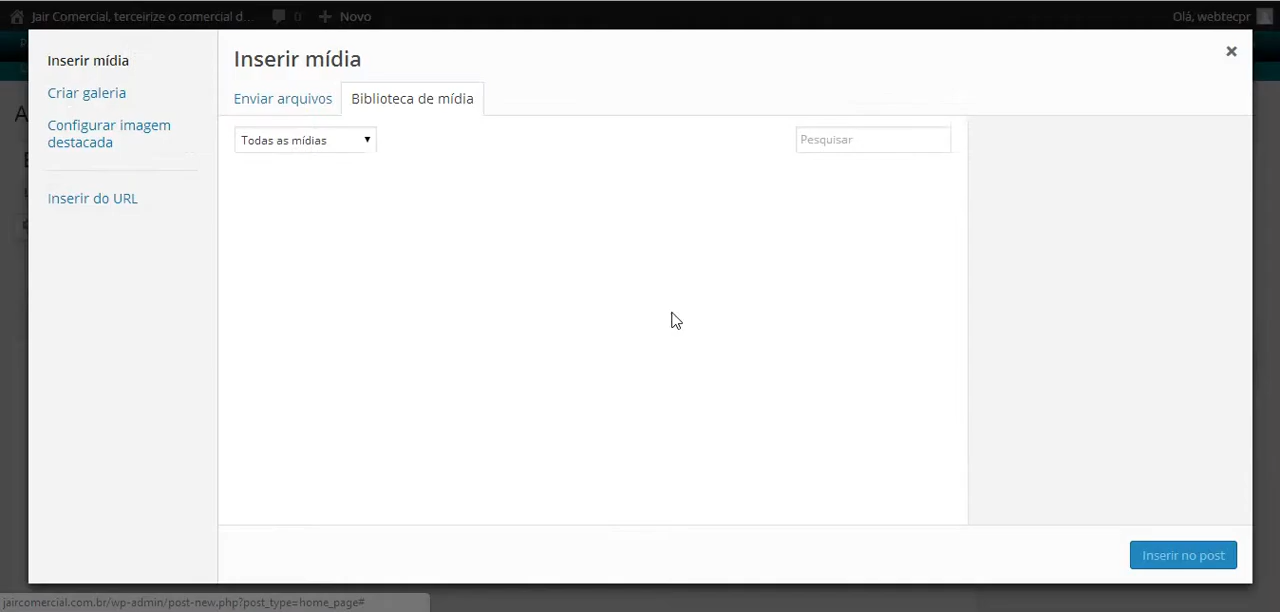 Jair Comercial, terceirize o comercial d... 0 Novo Olá, webtecpr
Inserir mídia
Criar galeria
Configurar imagem
destacada
Inserir do URL
Inserir mídia
Enviar arquivos Biblioteca de mídia
Todas as mídias Pesquisar
Inserir no post
jaircomercial.com.br/wp-admin/post-new.php?post_type=home_page#